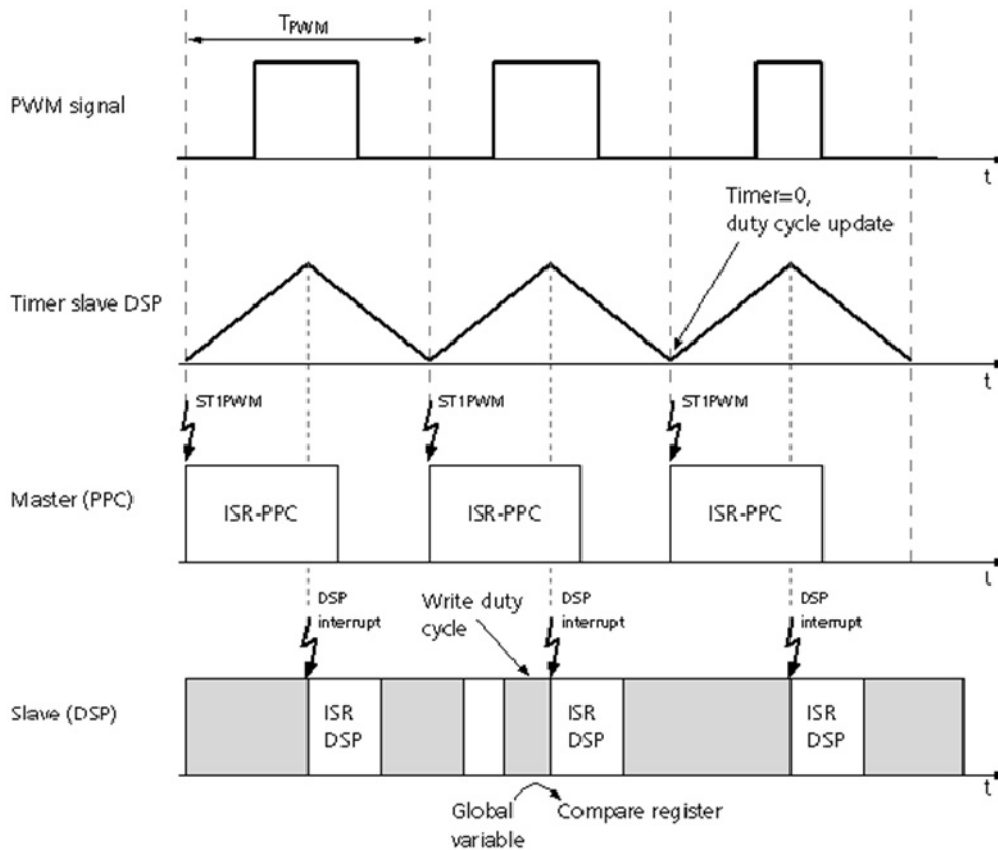 TPWM
PWM signal
t
Timer=0,
duty cycle update
Timer slave DSP
t
ST1PWM
ST1PWM
ST1PWM
Master (PPC)
ISR-PPC
ISR-PPC
ISR-PPC
t
DSP
interrupt
Write duty
cycle
DSP
interrupt
DSP
interrupt
Slave (DSP)
ISR
DSP
ISR
DSP
ISR
DSP
t
Global
variable
Compare register